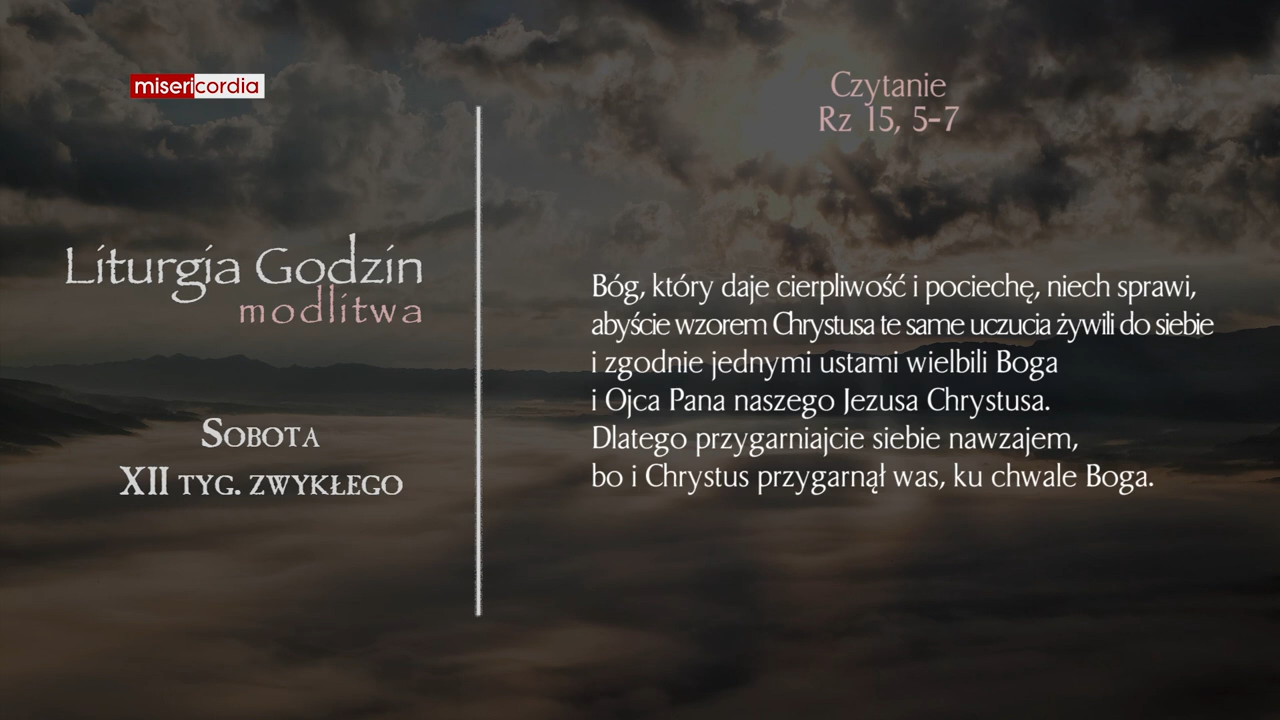 misericordia
Liturgia Godzin
modlitwa
Sobota
XII tyg. zwykłego
Czytanie
Rz 15, 5-7
Bóg, który daje cierpliwość i pociechę, niech sprawi,
abyście wzorem Chrystusa te same uczucia żywili do siebie
i zgodnie jednymi ustami wielbili Boga
i Ojca Pana naszego Jezusa Chrystusa.
Dlatego przygarniajcie siebie nawzajem,
bo i Chrystus przygarnął was, ku chwale Boga.